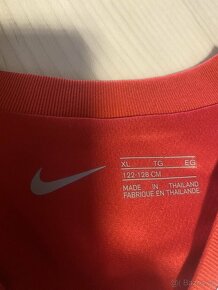 XL TG EG
122-128 CM
MADE IN THAILAND
FABRIQUÉ EN THAÏLANDE